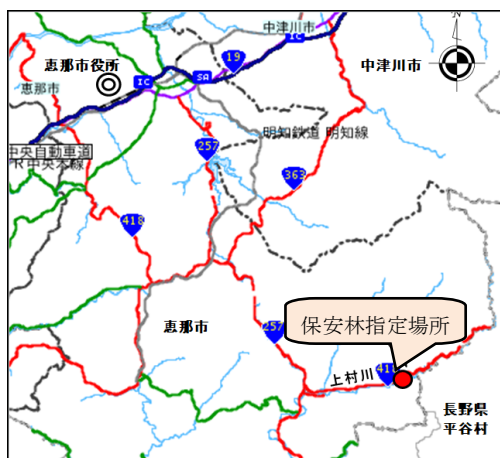 中津川市
IC
19
恵那市役所
SA
IC
中津川市
N
恵那市
257
明知鉄道 明知線
中央自動車道
R中央本線
363
418
恵那市
257
保安林指定場所
上村川
長野県
平谷村